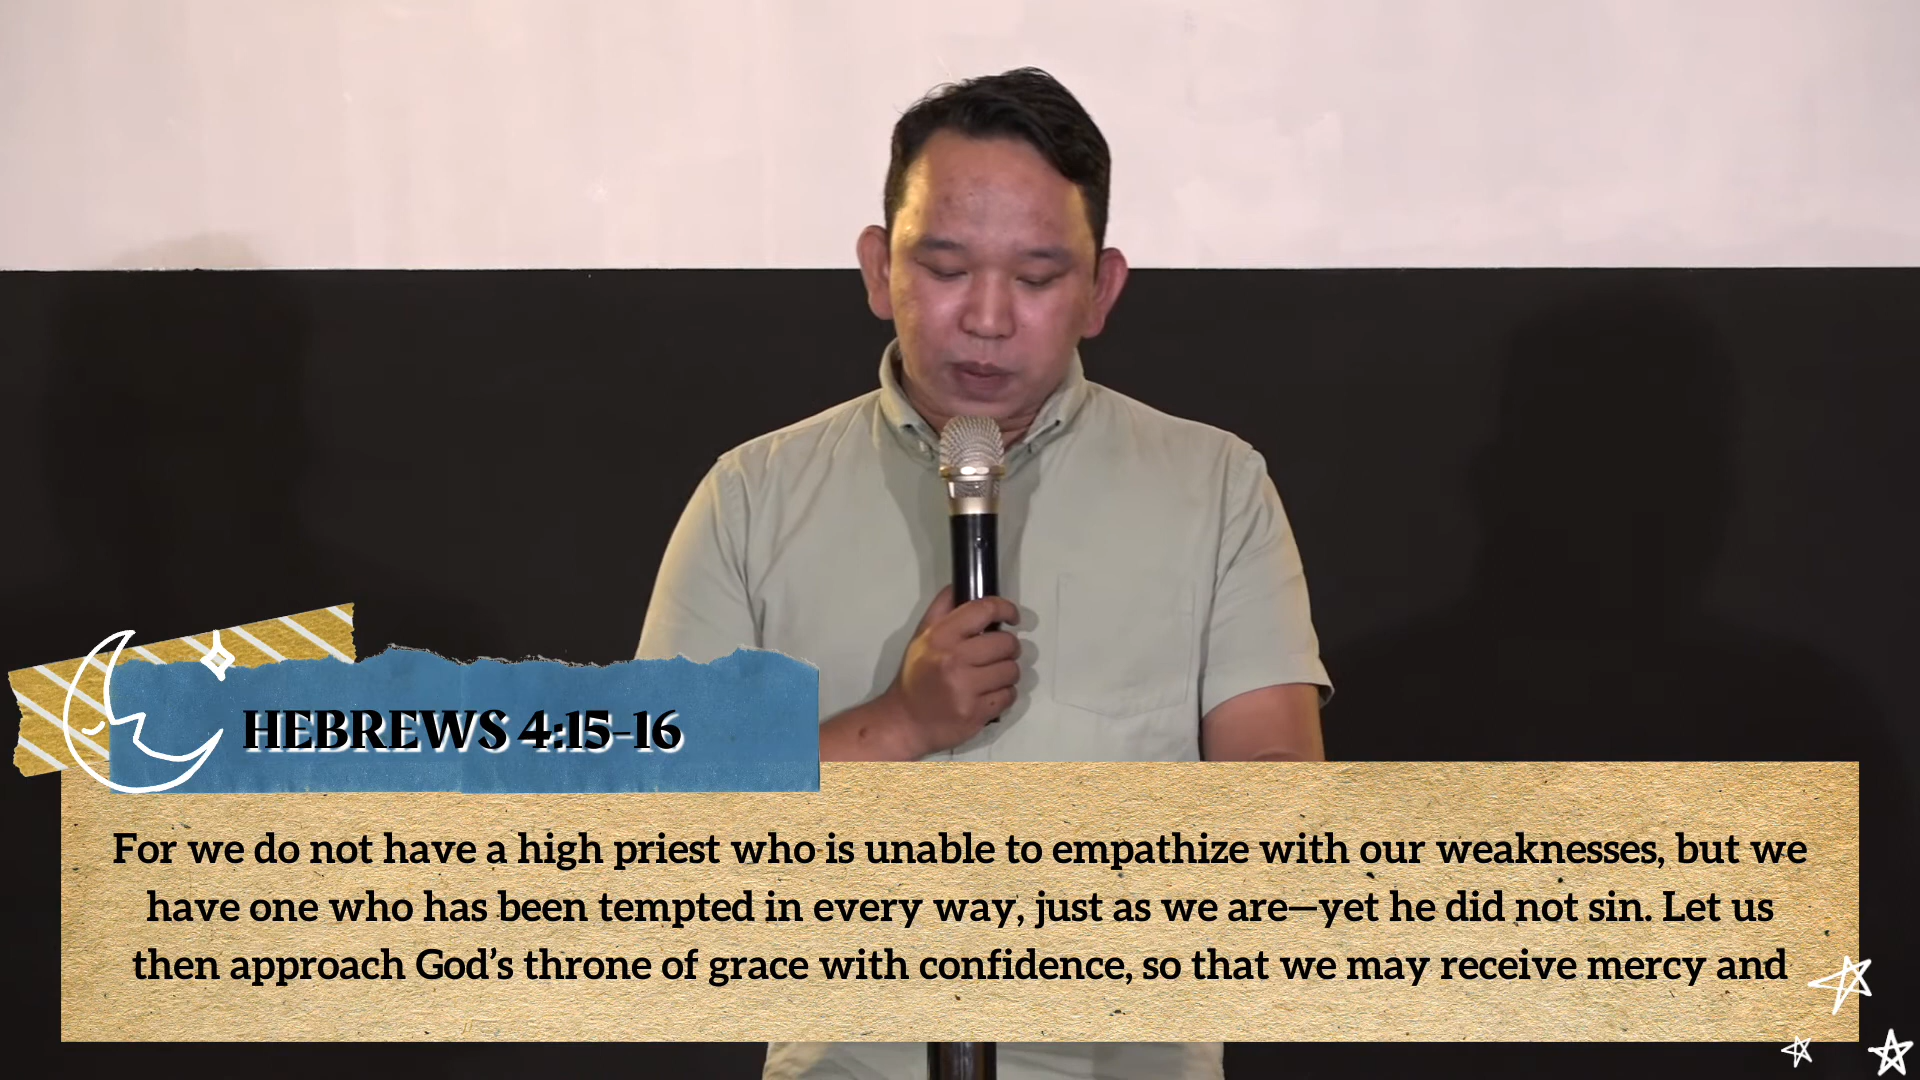 HEBREWS 4:15-16
For we do not have a high priest who is unable to empathize with our weaknesses, but we
have one who has been tempted in every way, just as we are—yet he did not sin. Let us
then approach God’s throne of grace with confidence, so that we may receive mercy and